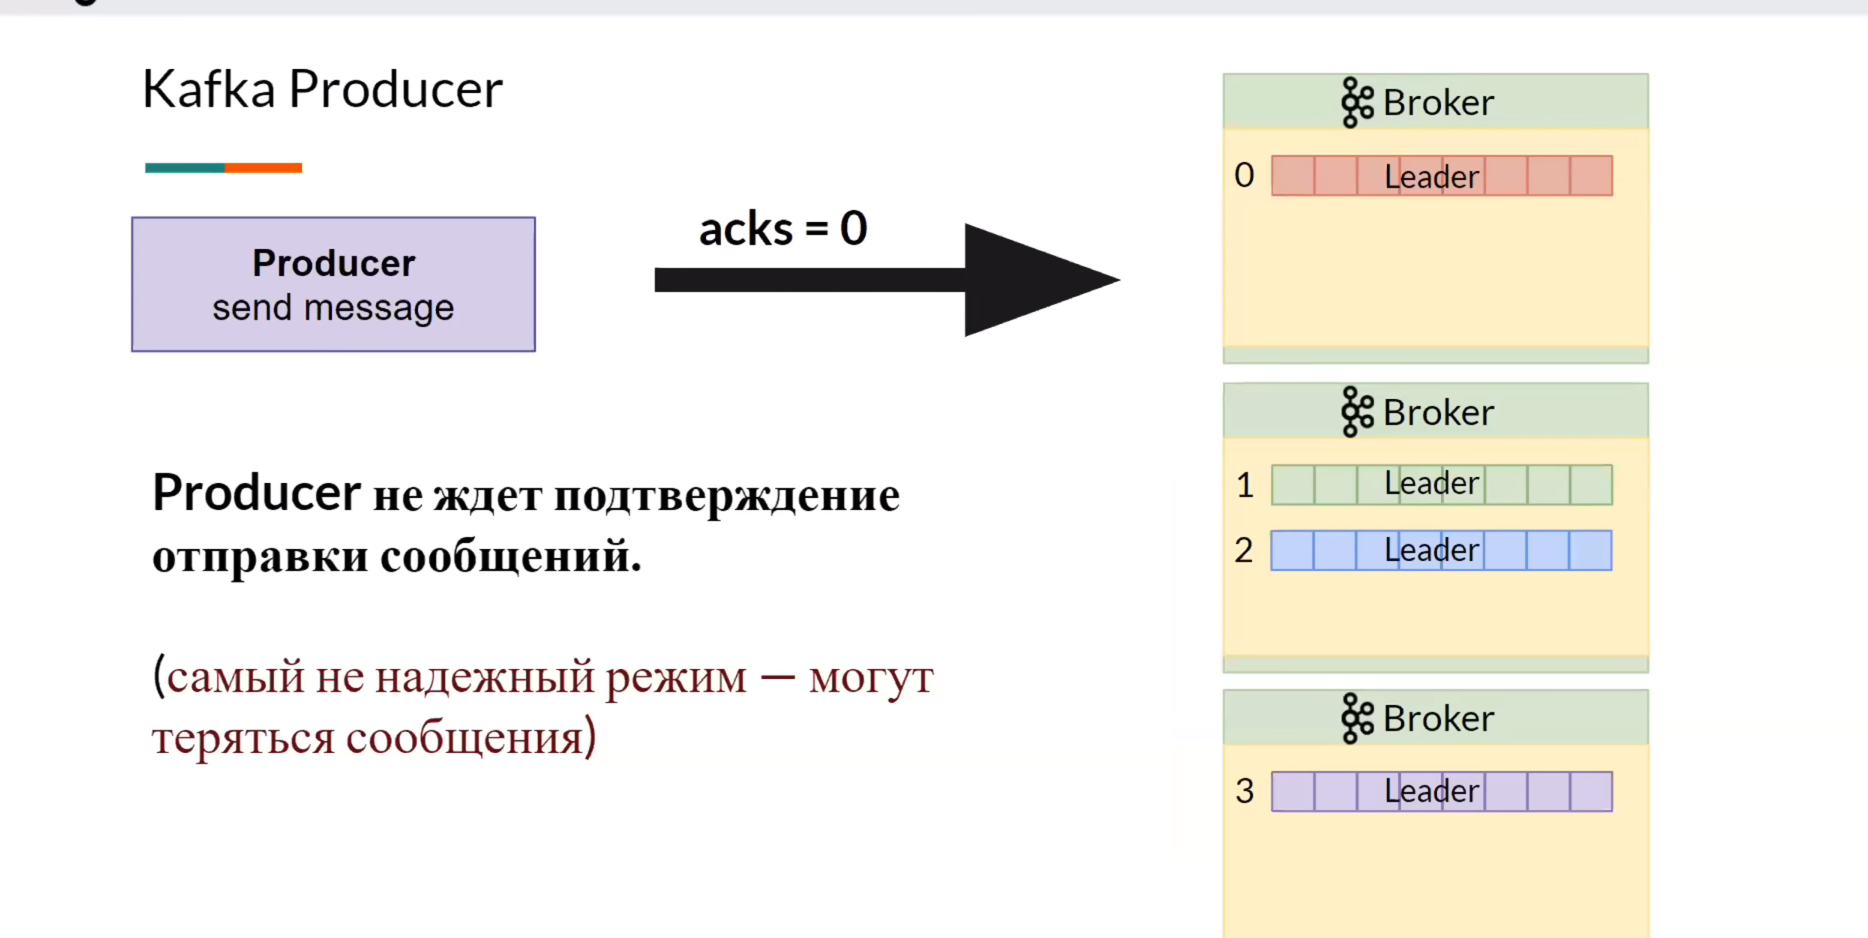 Kafka Producer
Producer
send message
acks = 0
Producer не ждет подтверждение
отправки сообщений.
(самый не надежный режим — могут
теряться сообщения)
Broker
0 Leader
Broker
1 Leader
2 Leader
Broker
3 Leader